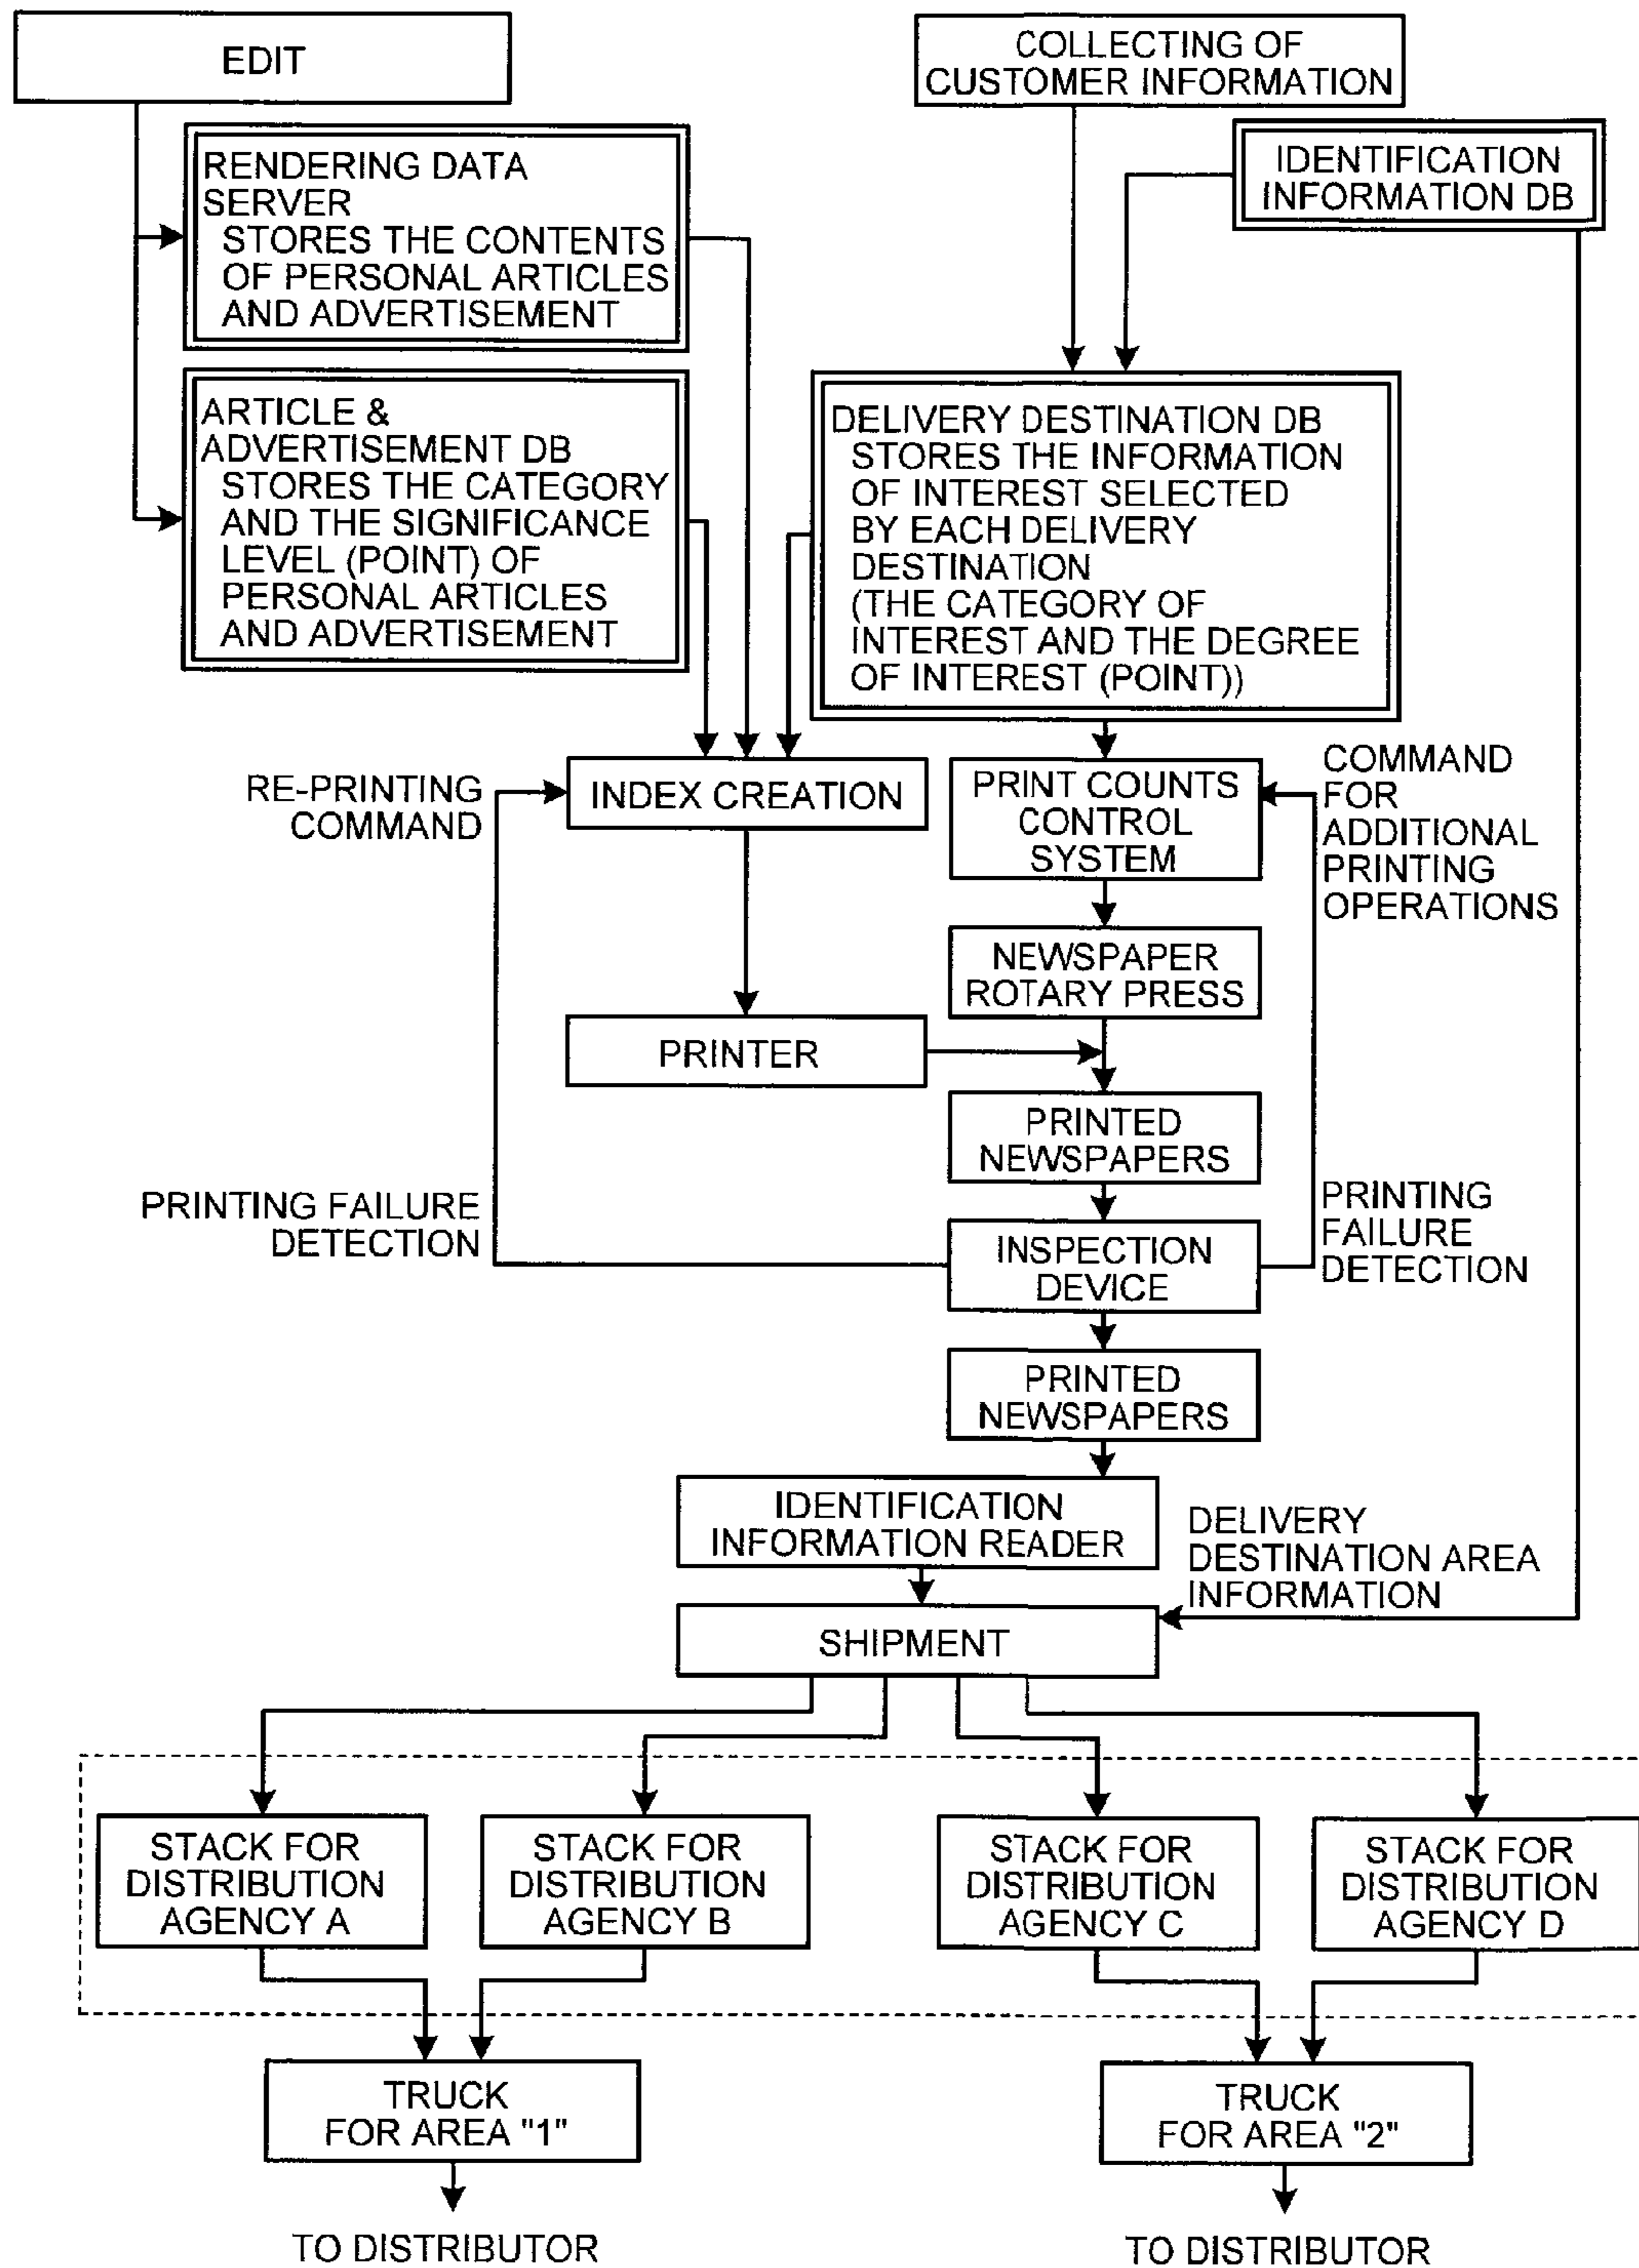 EDIT
COLLECTING OF
CUSTOMER INFORMATION
IDENTIFICATION
INFORMATION DB
RENDERING DATA
SERVER
STORES THE CONTENTS
OF PERSONAL ARTICLES
AND ADVERTISEMENT
ARTICLE &
ADVERTISEMENT DB
STORES THE CATEGORY
AND THE SIGNIFICANCE
LEVEL (POINT) OF
PERSONAL ARTICLES
AND ADVERTISEMENT
DELIVERY DESTINATION DB
STORES THE INFORMATION
OF INTEREST SELECTED
BY EACH DELIVERY
DESTINATION
(THE CATEGORY OF
INTEREST AND THE DEGREE
OF INTEREST (POINT))
RE-PRINTING
COMMAND
INDEX CREATION
PRINT COUNTS
CONTROL
SYSTEM
COMMAND
FOR
ADDITIONAL
PRINTING
OPERATIONS
NEWSPAPER
ROTARY PRESS
PRINTER
PRINTED
NEWSPAPERS
PRINTING FAILURE
DETECTION
INSPECTION
DEVICE
PRINTING
FAILURE
DETECTION
PRINTED
NEWSPAPERS
IDENTIFICATION
INFORMATION READER
DELIVERY
DESTINATION AREA
INFORMATION
SHIPMENT
STACK FOR
DISTRIBUTION
AGENCY A
STACK FOR
DISTRIBUTION
AGENCY B
STACK FOR
DISTRIBUTION
AGENCY C
STACK FOR
DISTRIBUTION
AGENCY D
TRUCK
FOR AREA "1"
TRUCK
FOR AREA "2"
TO DISTRIBUTOR
TO DISTRIBUTOR